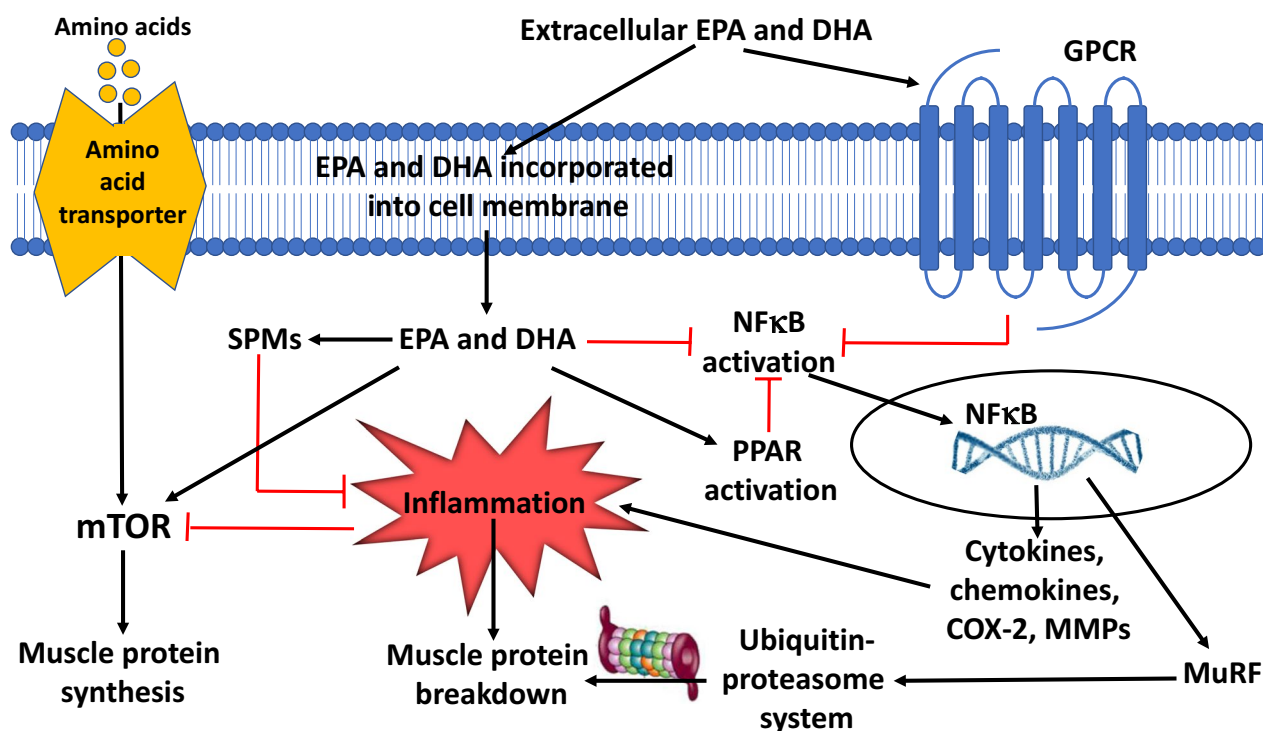 Amino acids
Extracellular EPA and DHA
GPCR
Amino
acid
transporter
EPA and DHA incorporated
into cell membrane
SPMs
EPA and DHA
NFκB
activation
NFκB
PPAR
activation
Inflammation
mTOR
Cytokines,
chemokines,
COX-2, MMPs
Muscle protein
synthesis
Muscle protein
breakdown
Ubiquitin-
proteasome
system
MuRF